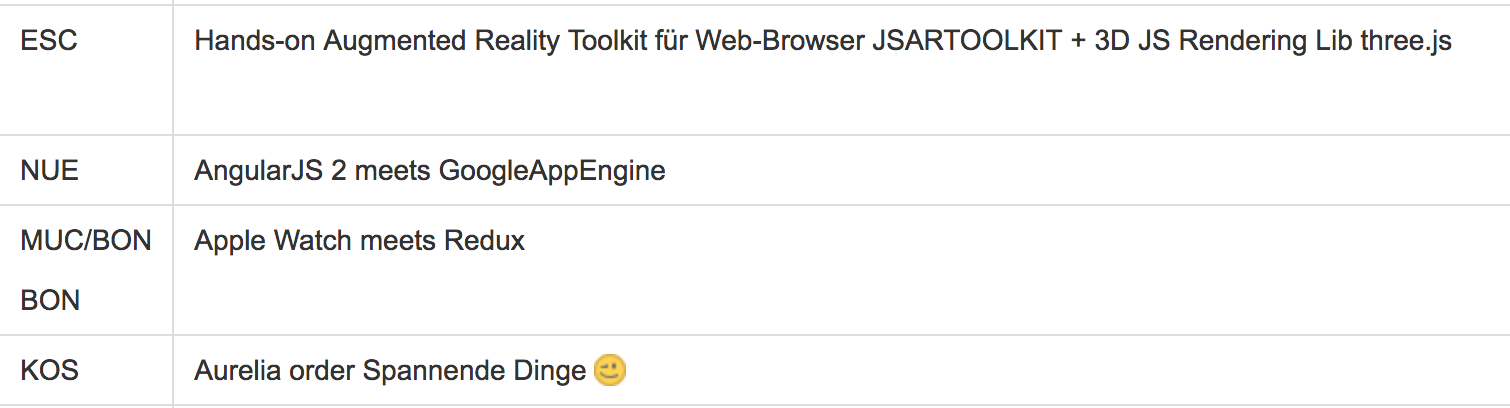 ESC Hands-on Augmented Reality Toolkit für Web-Browser JSARTOOLKIT + 3D JS Rendering Lib three.js
NUE AngularJS 2 meets GoogleAppEngine
MUC/BON Apple Watch meets Redux
BON
KOS Aurelia order Spannende Dinge 😉